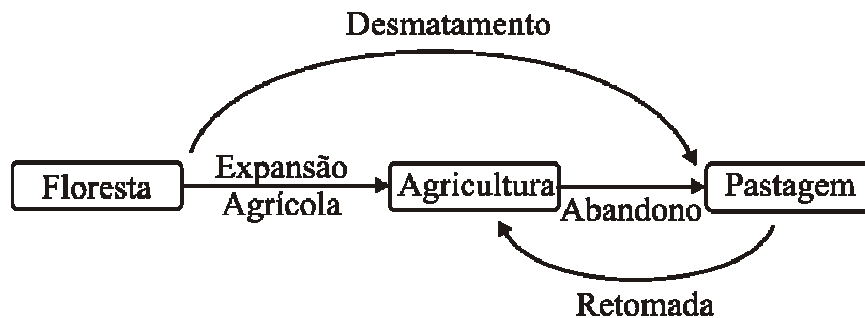 Desmatamento
Floresta
Expansão
Agrícola
Agricultura
Abandono
Pastagem
Retomada